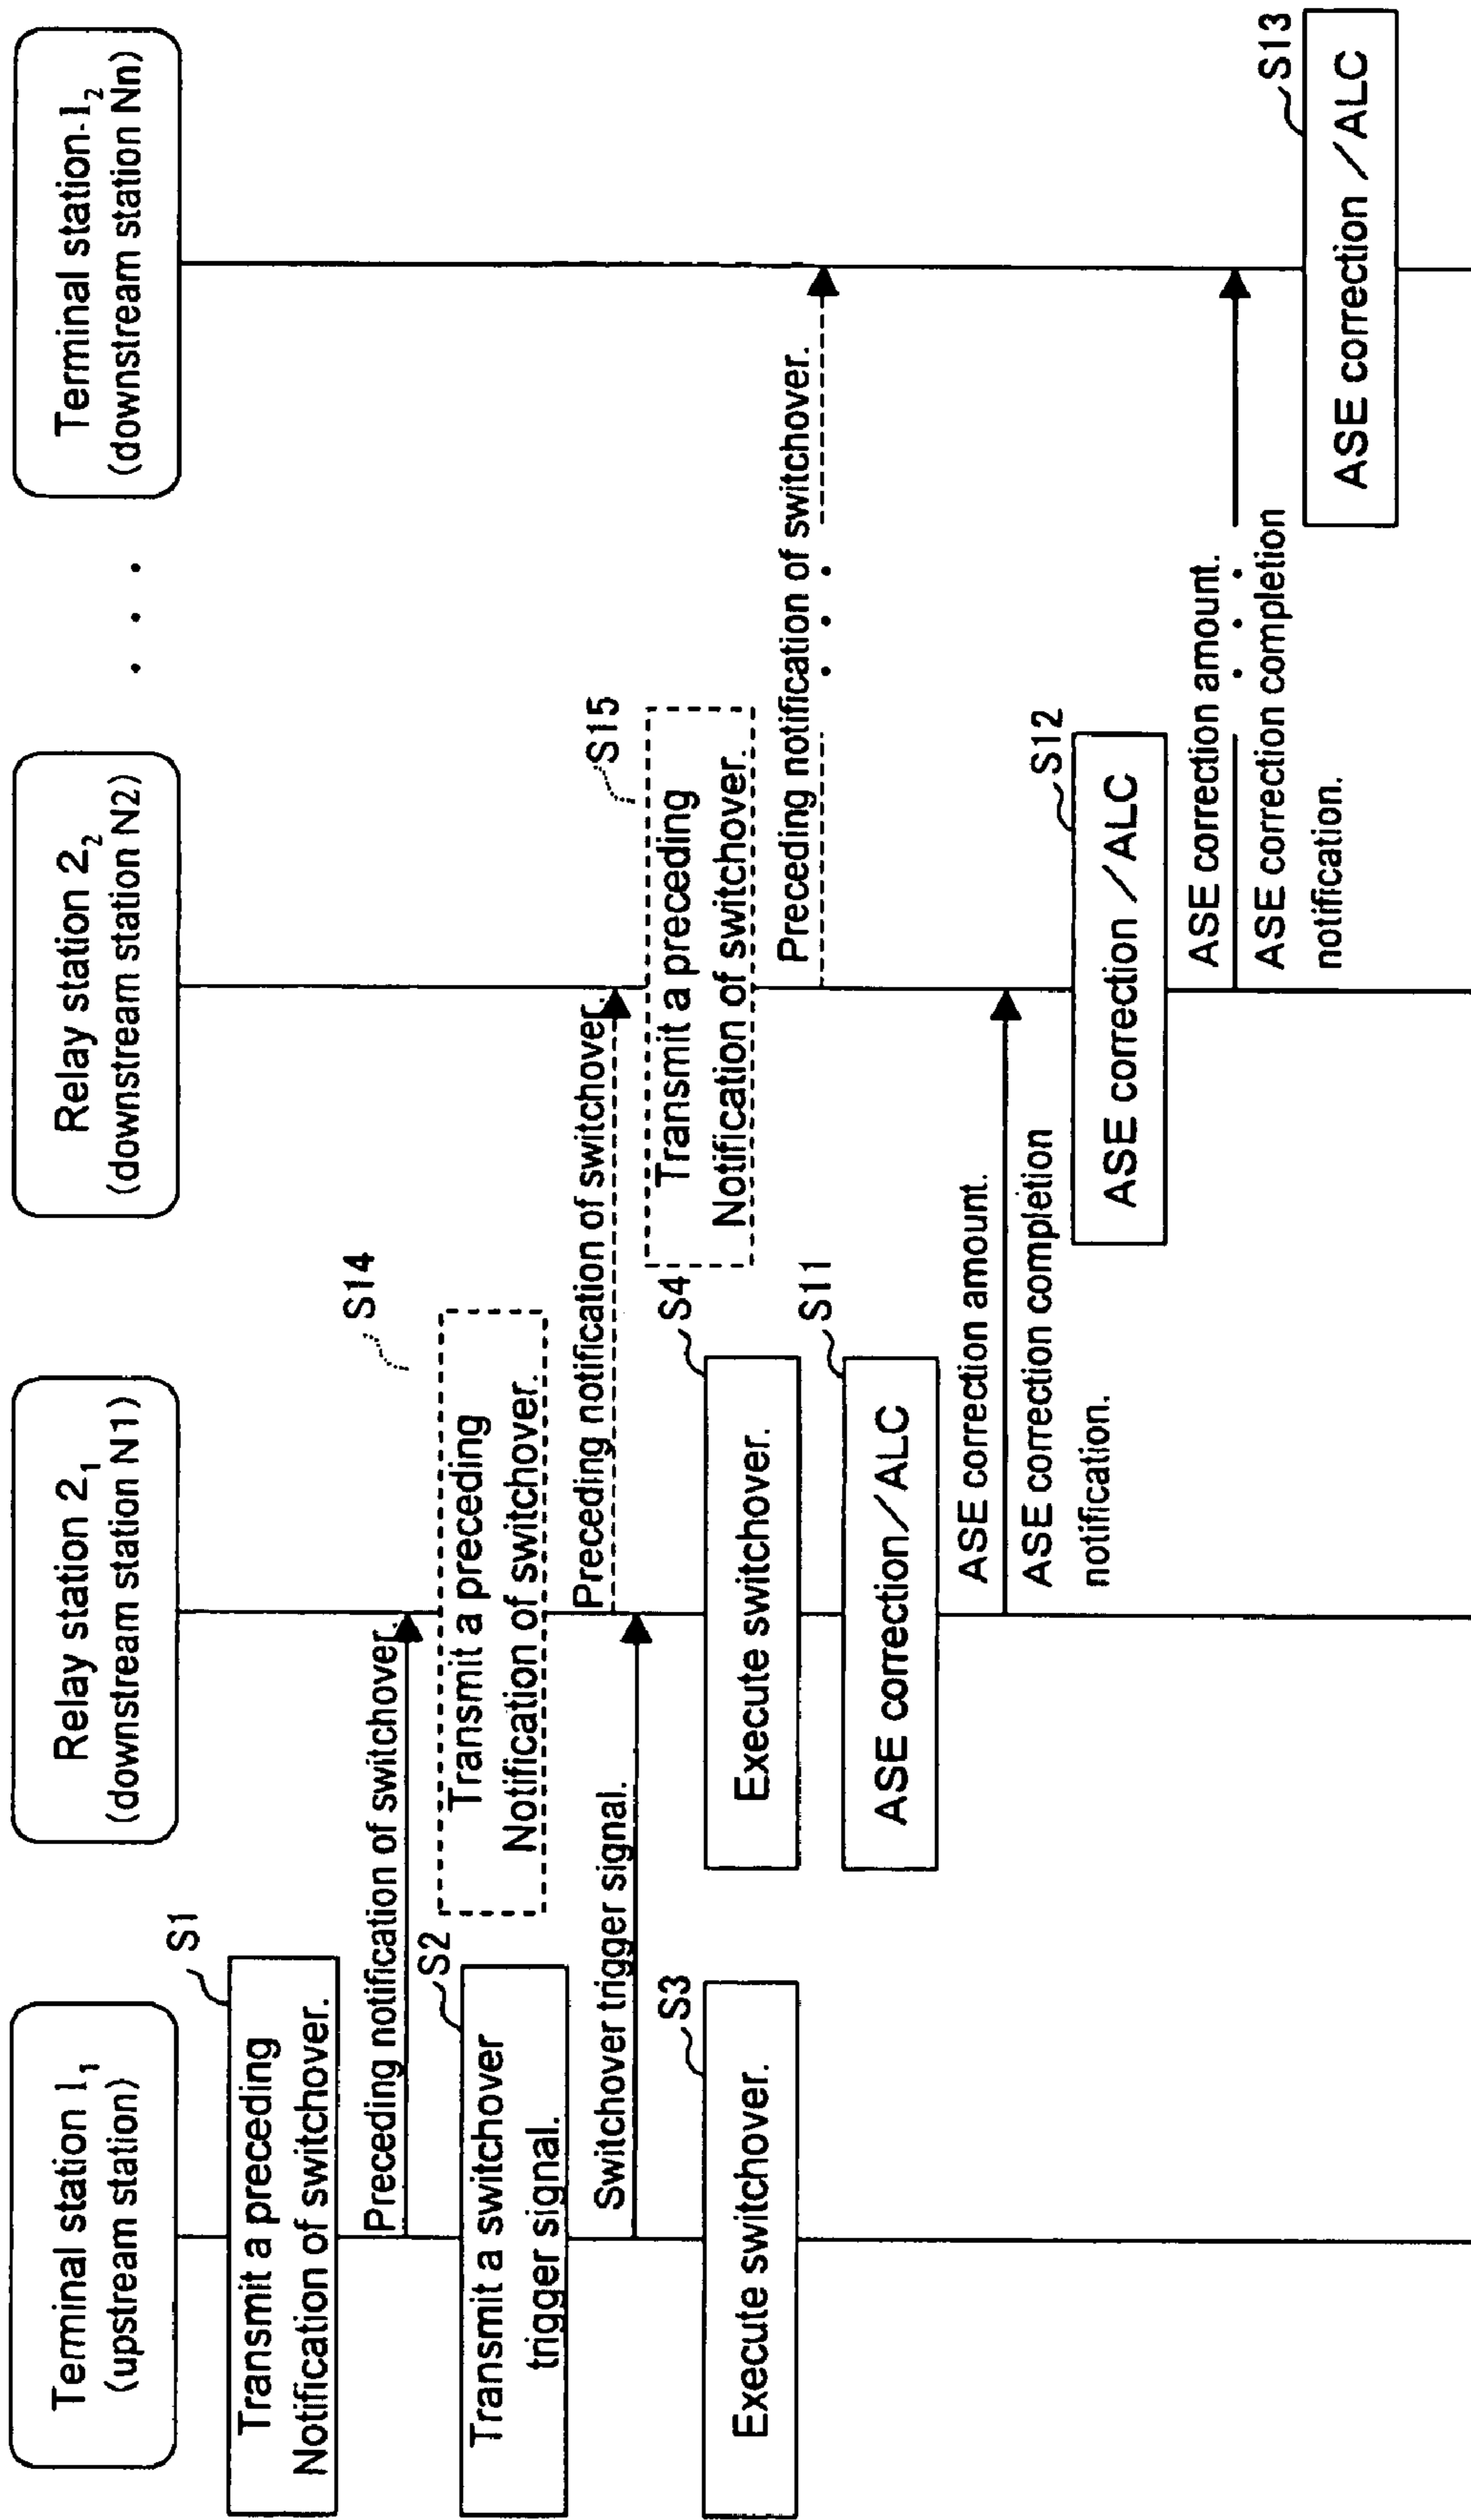 Terminal station 1₁
(upstream station)
Relay station 2₁
(downstream station N1)
Relay station 2₂
(downstream station N2)
. . .
Terminal station 1₂
(downstream station Nn)
S1
Transmit a preceding
Notification of switchover.
Preceding notification of switchover.
S14
Transmit a preceding
Notification of switchover.
S2
Transmit a switchover
trigger signal.
Preceding notification of switchover.
Switchover trigger signal.
S15
Transmit a preceding
Notification of switchover.
S3
Execute switchover.
S4
Execute switchover.
Preceding notification of switchover.
. . .
S11
ASE correction/ALC
ASE correction amount.
ASE correction completion
notification.
S12
ASE correction/ALC
ASE correction amount.
. . .
ASE correction completion
notification.
S13
ASE correction/ALC